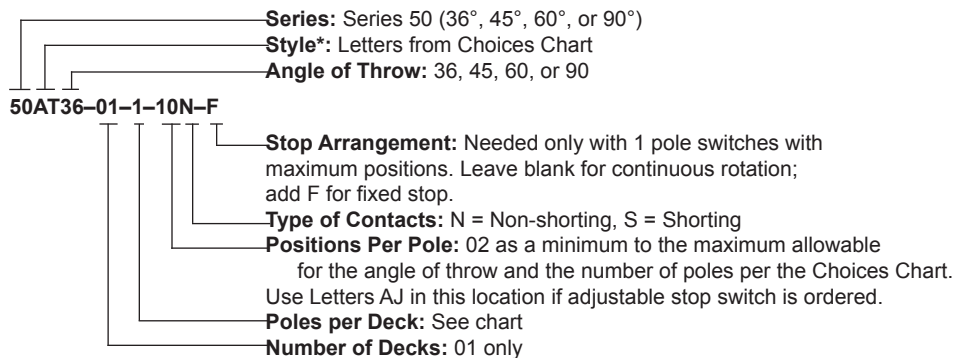 Series: Series 50 (36°, 45°, 60°, or 90°)
Style*: Letters from Choices Chart
Angle of Throw: 36, 45, 60, or 90
50AT36–01–1–10N–F
Stop Arrangement: Needed only with 1 pole switches with
maximum positions. Leave blank for continuous rotation;
add F for fixed stop.
Type of Contacts: N = Non-shorting, S = Shorting
Positions Per Pole: 02 as a minimum to the maximum allowable
for the angle of throw and the number of poles per the Choices Chart.
Use Letters AJ in this location if adjustable stop switch is ordered.
Poles per Deck: See chart
Number of Decks: 01 only